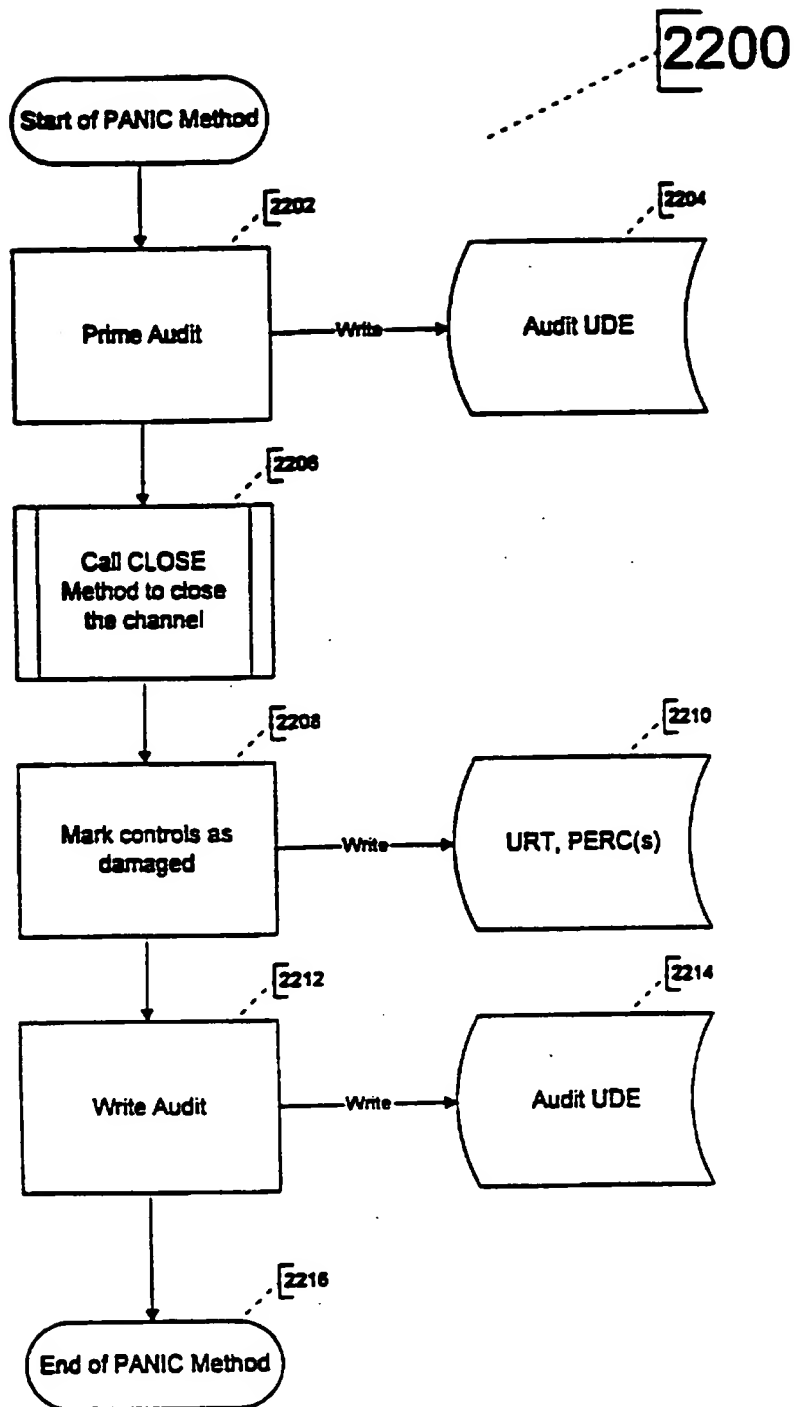 2200
Start of PANIC Method
2202
2204
Prime Audit
Write
Audit UDE
2206
Call CLOSE
Method to close
the channel
2208
2210
Mark controls as
damaged
Write
URT, PERC(s)
2212
2214
Write Audit
Write
Audit UDE
2216
End of PANIC Method